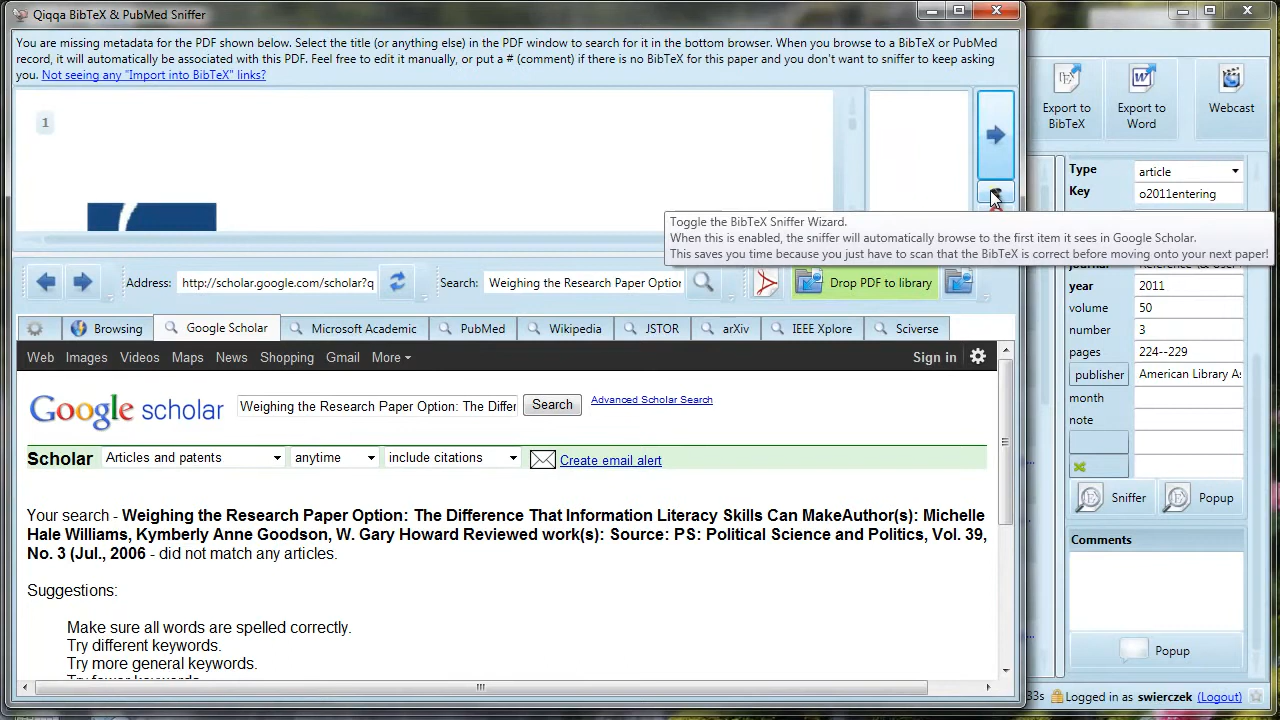 Qiqqa BibTeX & PubMed Sniffer
You are missing metadata for the PDF shown below. Select the title (or anything else) in the PDF window to search for it in the bottom browser. When you browse to a BibTeX or PubMed
record, it will automatically be associated with this PDF. Feel free to edit it manually, or put a # (comment) if there is no BibTeX for this paper and you don't want to sniffer to keep asking
you. Not seeing any "Import into BibTeX" links?
1
Toggle the BibTeX Sniffer Wizard.
When this is enabled, the sniffer will automatically browse to the first item it sees in Google Scholar.
This saves you time because you just have to scan that the BibTeX is correct before moving onto your next paper!
Address: http://scholar.google.com/scholar?q Search: Weighing the Research Paper Option Drop PDF to library
Browsing Google Scholar Microsoft Academic PubMed Wikipedia JSTOR arXiv IEEE Xplore Sciverse
Web Images Videos Maps News Shopping Gmail More Sign in
Google scholar Weighing the Research Paper Option: The Differ Search Advanced Scholar Search
Scholar Articles and patents anytime include citations Create email alert
Your search - Weighing the Research Paper Option: The Difference That Information Literacy Skills Can MakeAuthor(s): Michelle
Hale Williams, Kymberly Anne Goodson, W. Gary Howard Reviewed work(s): Source: PS: Political Science and Politics, Vol. 39,
No. 3 (Jul., 2006 - did not match any articles.
Suggestions:
Make sure all words are spelled correctly.
Try different keywords.
Try more general keywords.
Export to BibTeX
Export to Word
Webcast
Type article
Key o2011entering
year 2011
volume 50
number 3
pages 224--229
publisher American Library As
month
note
Sniffer Popup
Comments
Popup
33s Logged in as swierczek (Logout)